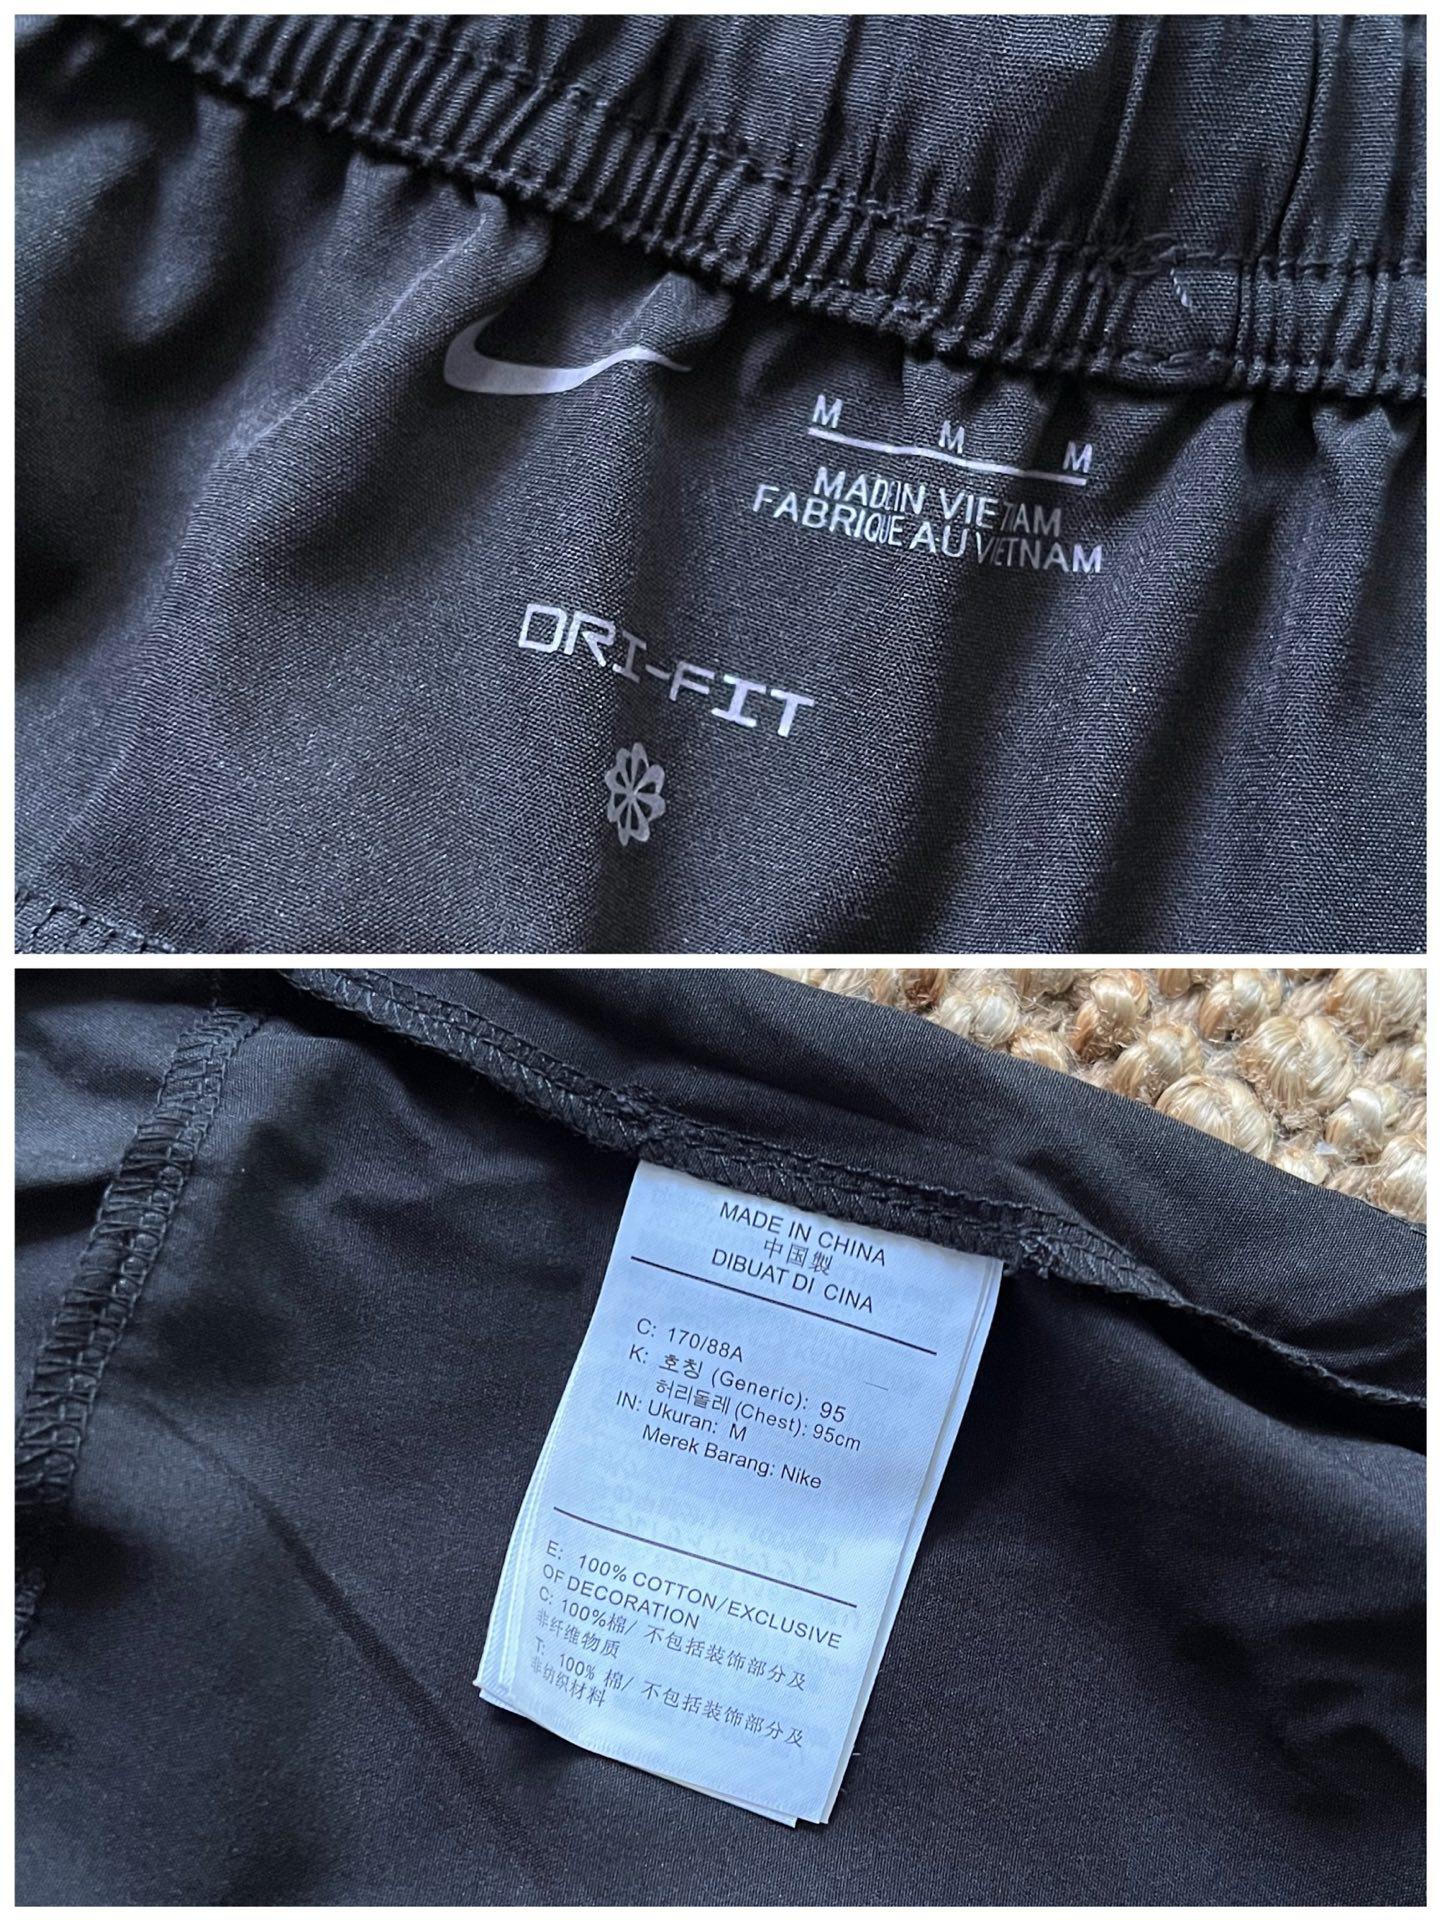 M M M
MADE IN VIETNAM
FABRIQUE AU VIETNAM
DRI-FIT
MADE IN CHINA
中国製
DIBUAT DI CINA
C: 170/88A
K: 호칭 (Generic): 95
허리둘레 (Chest): 95cm
IN: Ukuran: M
Merek Barang: Nike
E: 100% COTTON/EXCLUSIVE
OF DECORATION
C: 100%棉/ 不包括装饰部分及
非纤维物质
T: 100% 棉/ 不包括装饰部分及
非纺织材料